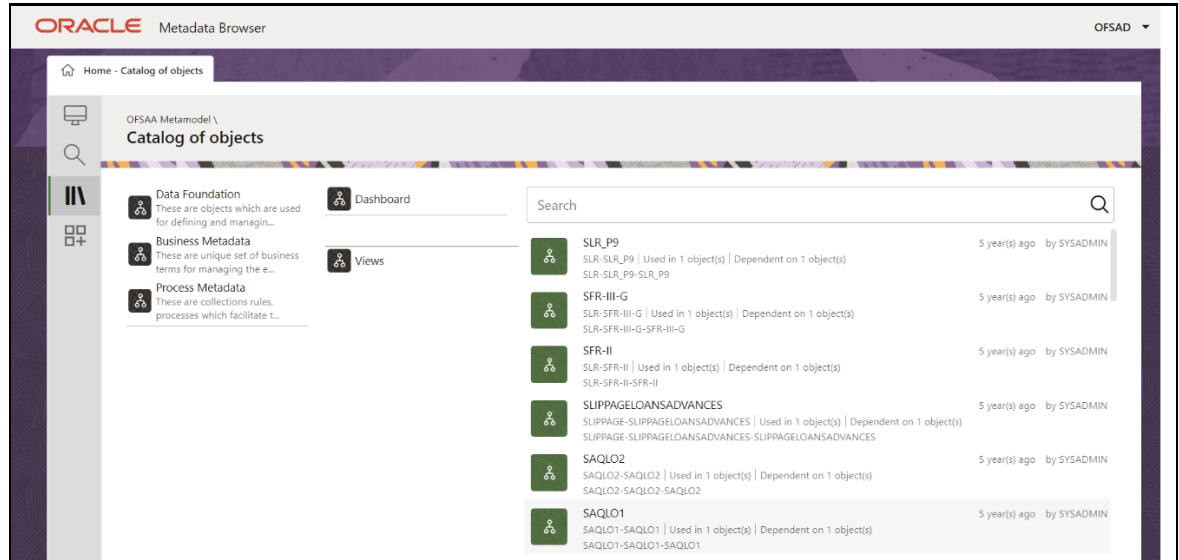 ORACLE Metadata Browser
OFSAD
Home - Catalog of objects
OFSAA Metamodel \
Catalog of objects
Data Foundation
These are objects which are used
for defining and managin...
Business Metadata
These are unique set of business
terms for managing the e...
Process Metadata
These are collections rules,
processes which facilitate t...
Dashboard
Views
Search
SLR_P9 5 year(s) ago by SYSADMIN
SLR-SLR_P9 | Used in 1 object(s) | Dependent on 1 object(s)
SLR-SLR_P9-SLR_P9
SFR-III-G 5 year(s) ago by SYSADMIN
SLR-SFR-III-G | Used in 1 object(s) | Dependent on 1 object(s)
SLR-SFR-III-G-SFR-III-G
SFR-II 5 year(s) ago by SYSADMIN
SLR-SFR-II | Used in 1 object(s) | Dependent on 1 object(s)
SLR-SFR-II-SFR-II
SLIPPAGELOANSADVANCES 5 year(s) ago by SYSADMIN
SLIPPAGE-SLIPPAGELOANSADVANCES | Used in 1 object(s) | Dependent on 1 object(s)
SLIPPAGE-SLIPPAGELOANSADVANCES-SLIPPAGELOANSADVANCES
SAQLO2 5 year(s) ago by SYSADMIN
SAQLO2-SAQLO2 | Used in 1 object(s) | Dependent on 1 object(s)
SAQLO2-SAQLO2-SAQLO2
SAQLO1 5 year(s) ago by SYSADMIN
SAQLO1-SAQLO1 | Used in 1 object(s) | Dependent on 1 object(s)
SAQLO1-SAQLO1-SAQLO1